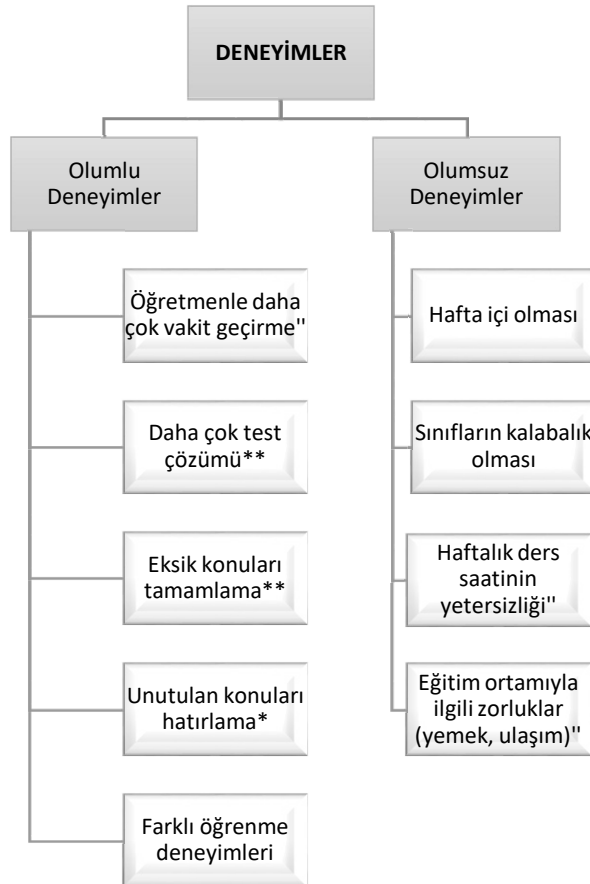 DENEYİMLER
Olumlu
Deneyimler
Öğretmenle daha
çok vakit geçirme''
Daha çok test
çözümü**
Eksik konuları
tamamlama**
Unutulan konuları
hatırlama*
Farklı öğrenme
deneyimleri
Olumsuz
Deneyimler
Hafta içi olması
Sınıfların kalabalık
olması
Haftalık ders
saatinin
yetersizliği''
Eğitim ortamıyla
ilgili zorluklar
(yemek, ulaşım)''